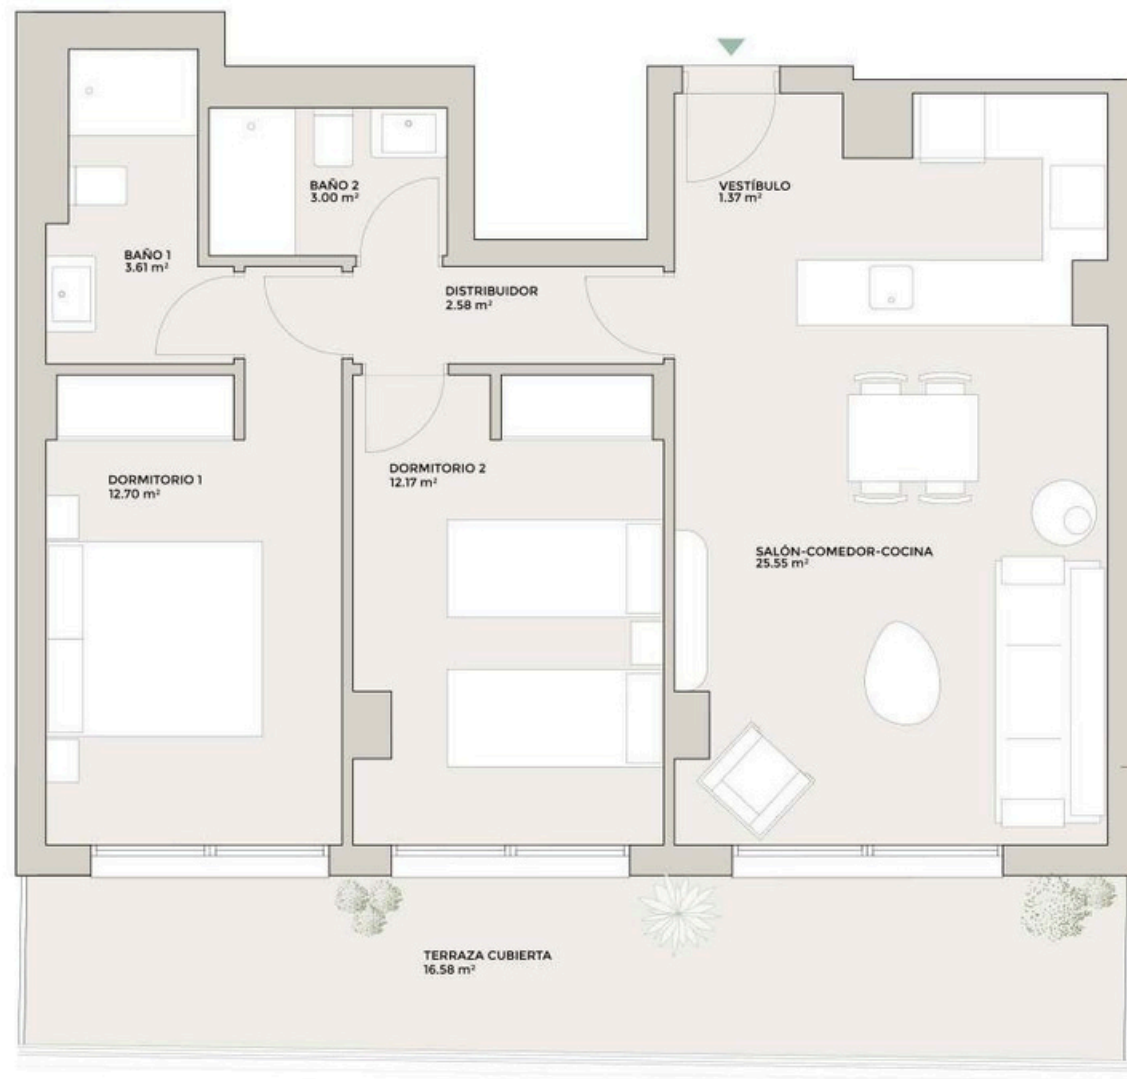 BAÑO 2
3.00 m²
VESTÍBULO
1.37 m²
BAÑO 1
3.61 m²
DISTRIBUIDOR
2.58 m²
DORMITORIO 1
12.70 m²
DORMITORIO 2
12.17 m²
SALÓN-COMEDOR-COCINA
25.55 m²
TERRAZA CUBIERTA
16.58 m²